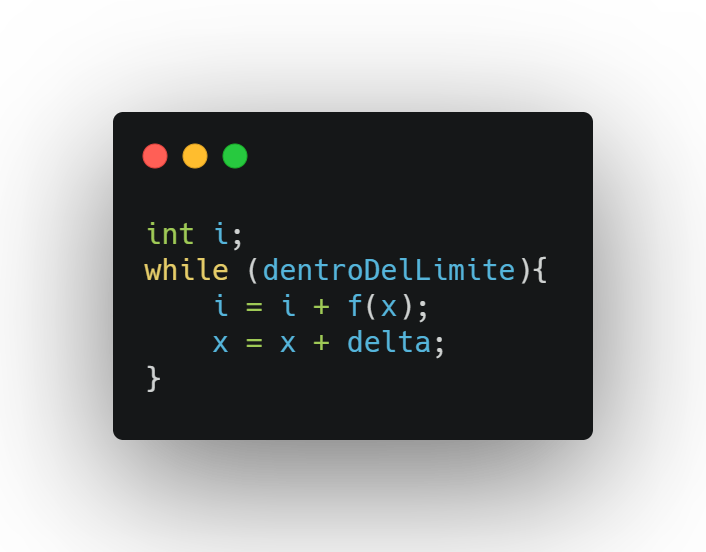 int i;
while (dentroDelLimite){
    i = i + f(x);
    x = x + delta;
}